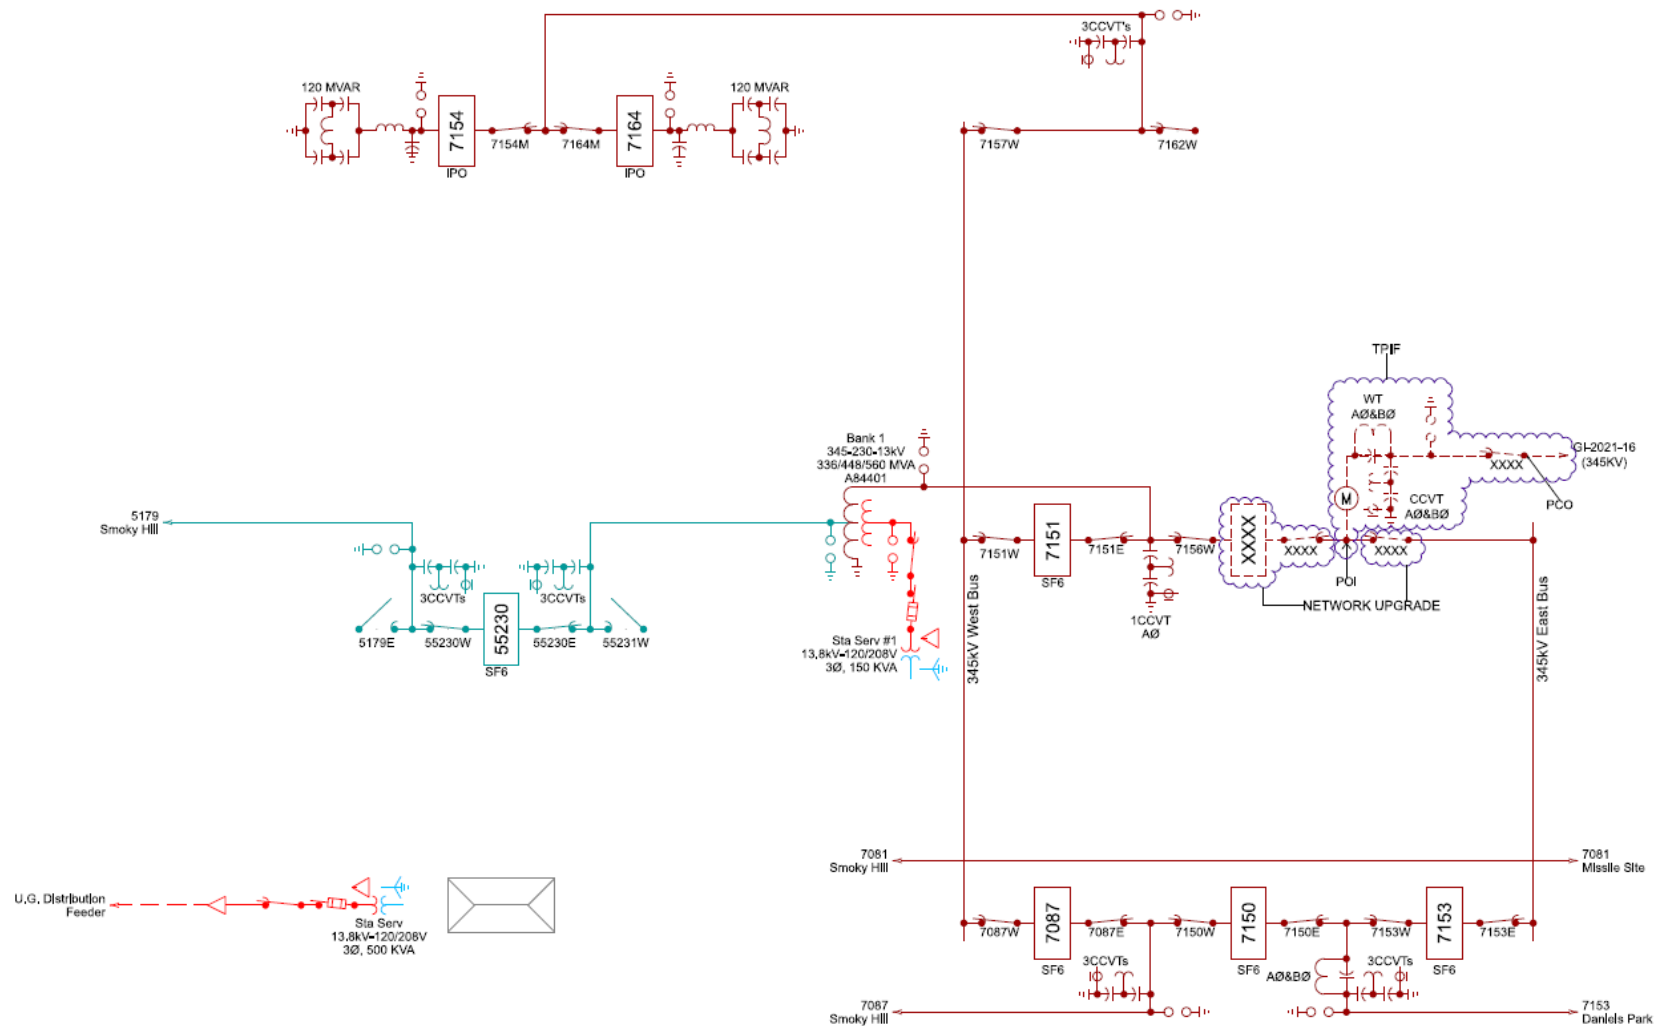 3CCVT's
120 MVAR
120 MVAR
7154
7164
7154M
7164M
IPO
IPO
7157W
7162W
TPIF
WT
AØ&BØ
GI-2021-16
(345KV)
XXXX
PCO
M
CCVT
AØ&BØ
Bank 1
345-230-13kV
336/448/560 MVA
A84401
5179
Smoky Hill
3CCVTs
3CCVTs
55230
5179E
55230W
55230E
55231W
SF6
7151W
7151
7151E
7156W
SF6
XXXX
XXXX
XXXX
POI
NETWORK UPGRADE
1CCVT
AØ
Sta Serv #1
13.8kV-120/208V
3Ø, 150 KVA
345kV West Bus
345kV East Bus
7081
Smoky Hill
7081
Missile Site
U.G. Distribution
Feeder
Sta Serv
13.8kV-120/208V
3Ø, 500 KVA
7087W
7087
7087E
7150W
7150
7150E
7153W
7153
7153E
SF6
SF6
SF6
3CCVTs
AØ&BØ
3CCVTs
7087
Smoky Hill
7153
Daniels Park